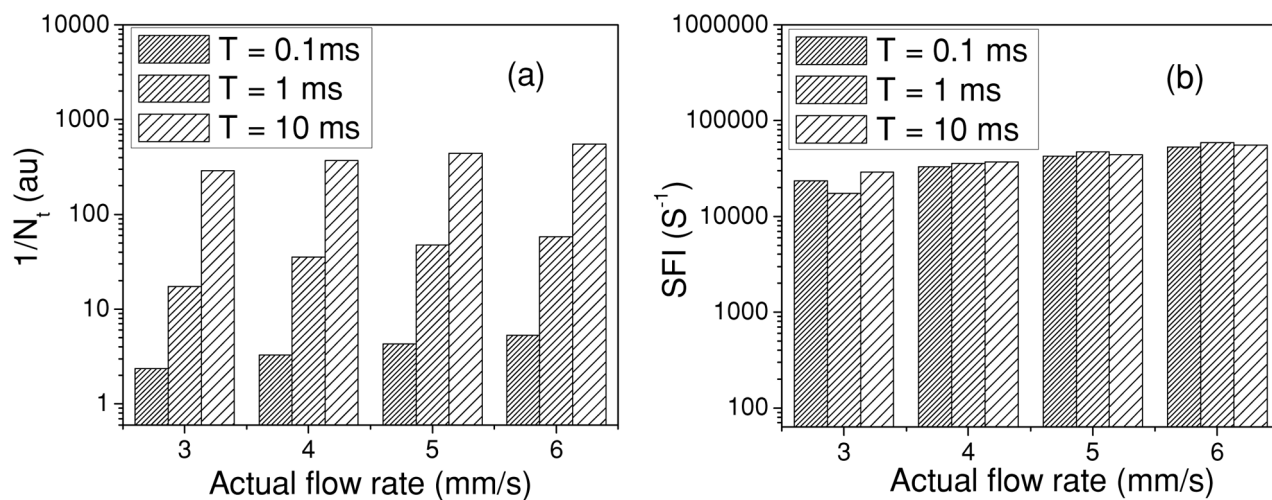 10000
1000
100
10
1
1/Nt (au)
T = 0.1ms
T = 1 ms
T = 10 ms
(a)
3 4 5 6
Actual flow rate (mm/s)
1000000
100000
10000
1000
100
SFI (S-1)
T = 0.1 ms
T = 1 ms
T = 10 ms
(b)
3 4 5 6
Actual flow rate (mm/s)